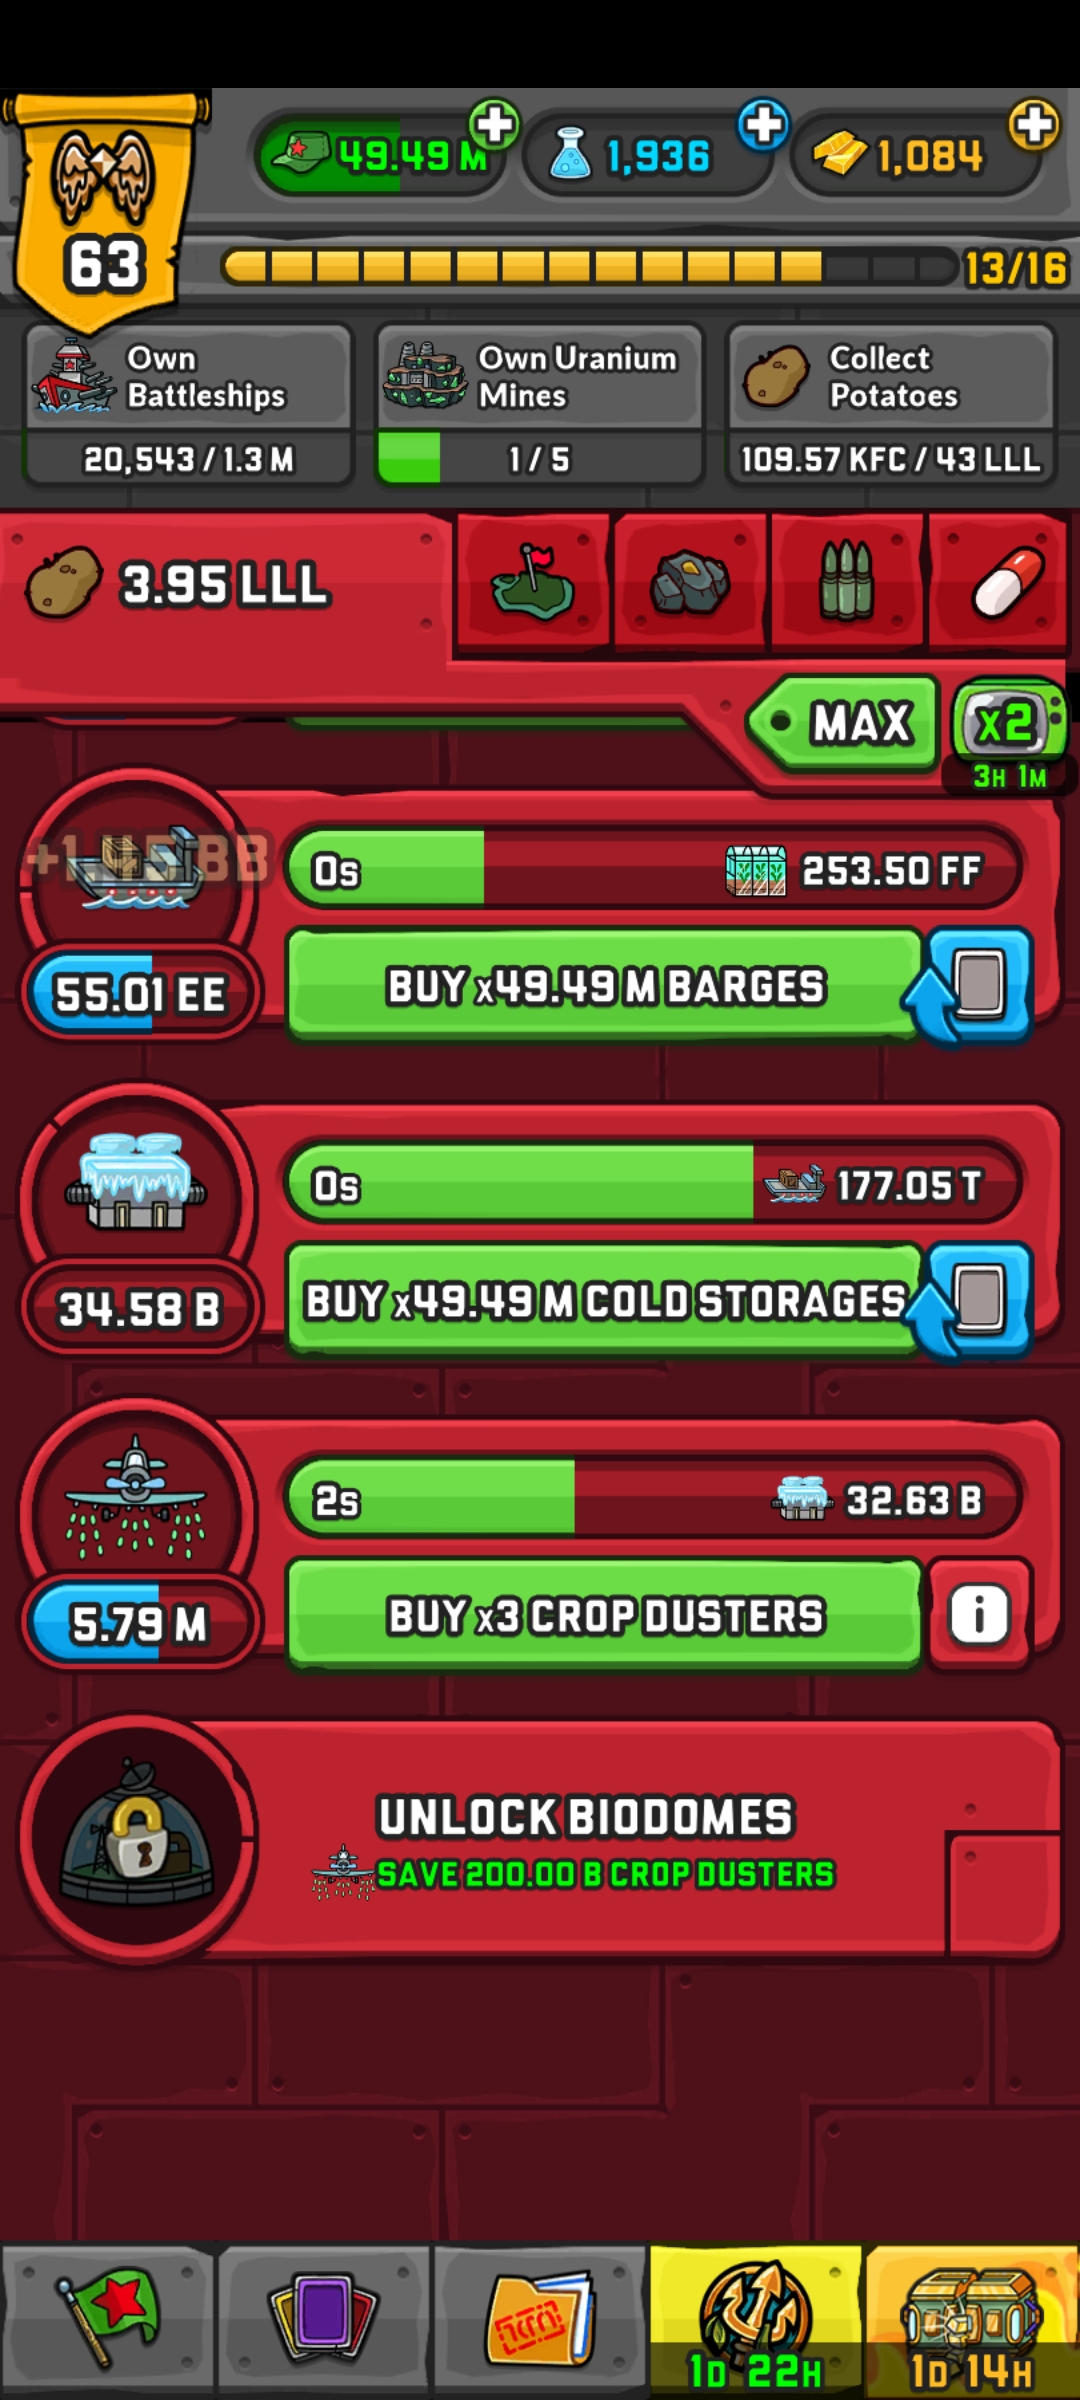 49.49 M
1,936
1,084
63
13/16
Own
Battleships
20,543 / 1.3 M
Own Uranium
Mines
1 / 5
Collect
Potatoes
109.57 KFC / 43 LLL
3.95 LLL
MAX
x2
3H 1M
0s
253.50 FF
55.01 EE
BUY x49.49 M BARGES
0s
177.05 T
34.58 B
BUY x49.49 M COLD STORAGES
2s
32.63 B
5.79 M
BUY x3 CROP DUSTERS
i
UNLOCK BIODOMES
SAVE 200.00 B CROP DUSTERS
1D 22H
1D 14H